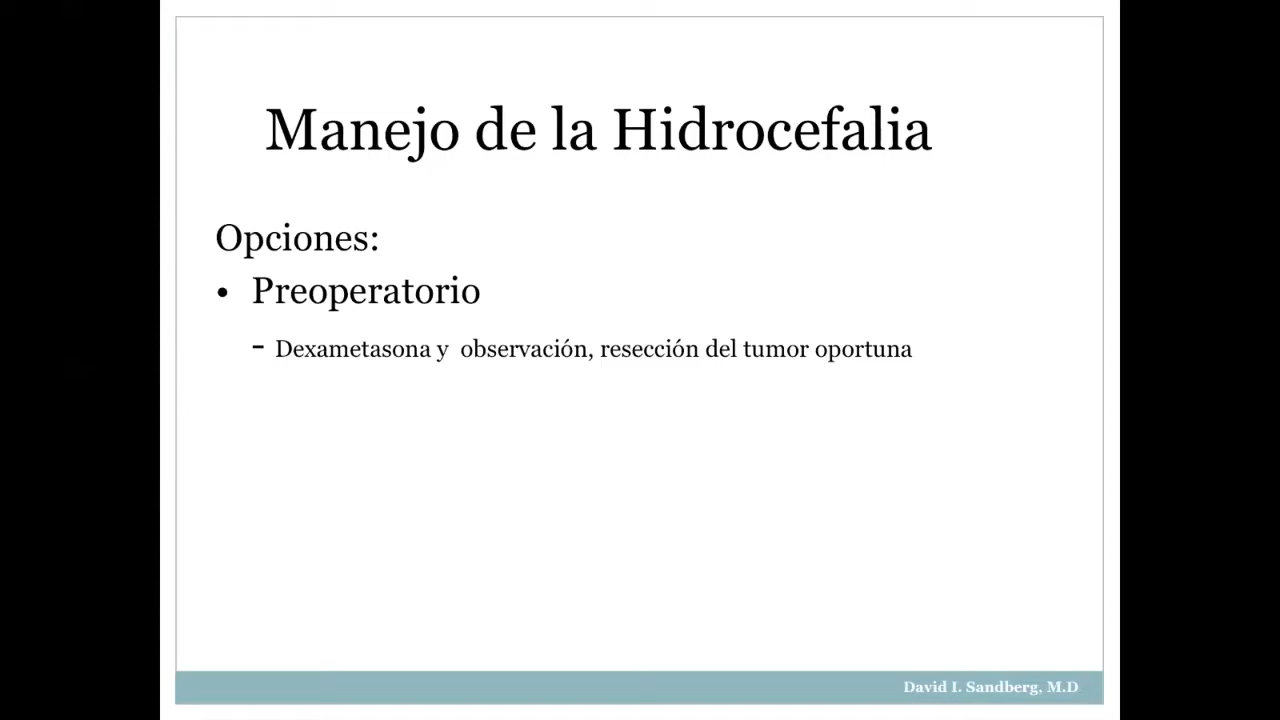 Manejo de la Hidrocefalia
Opciones:
• Preoperatorio
- Dexametasona y  observación, resección del tumor oportuna
David I. Sandberg, M.D